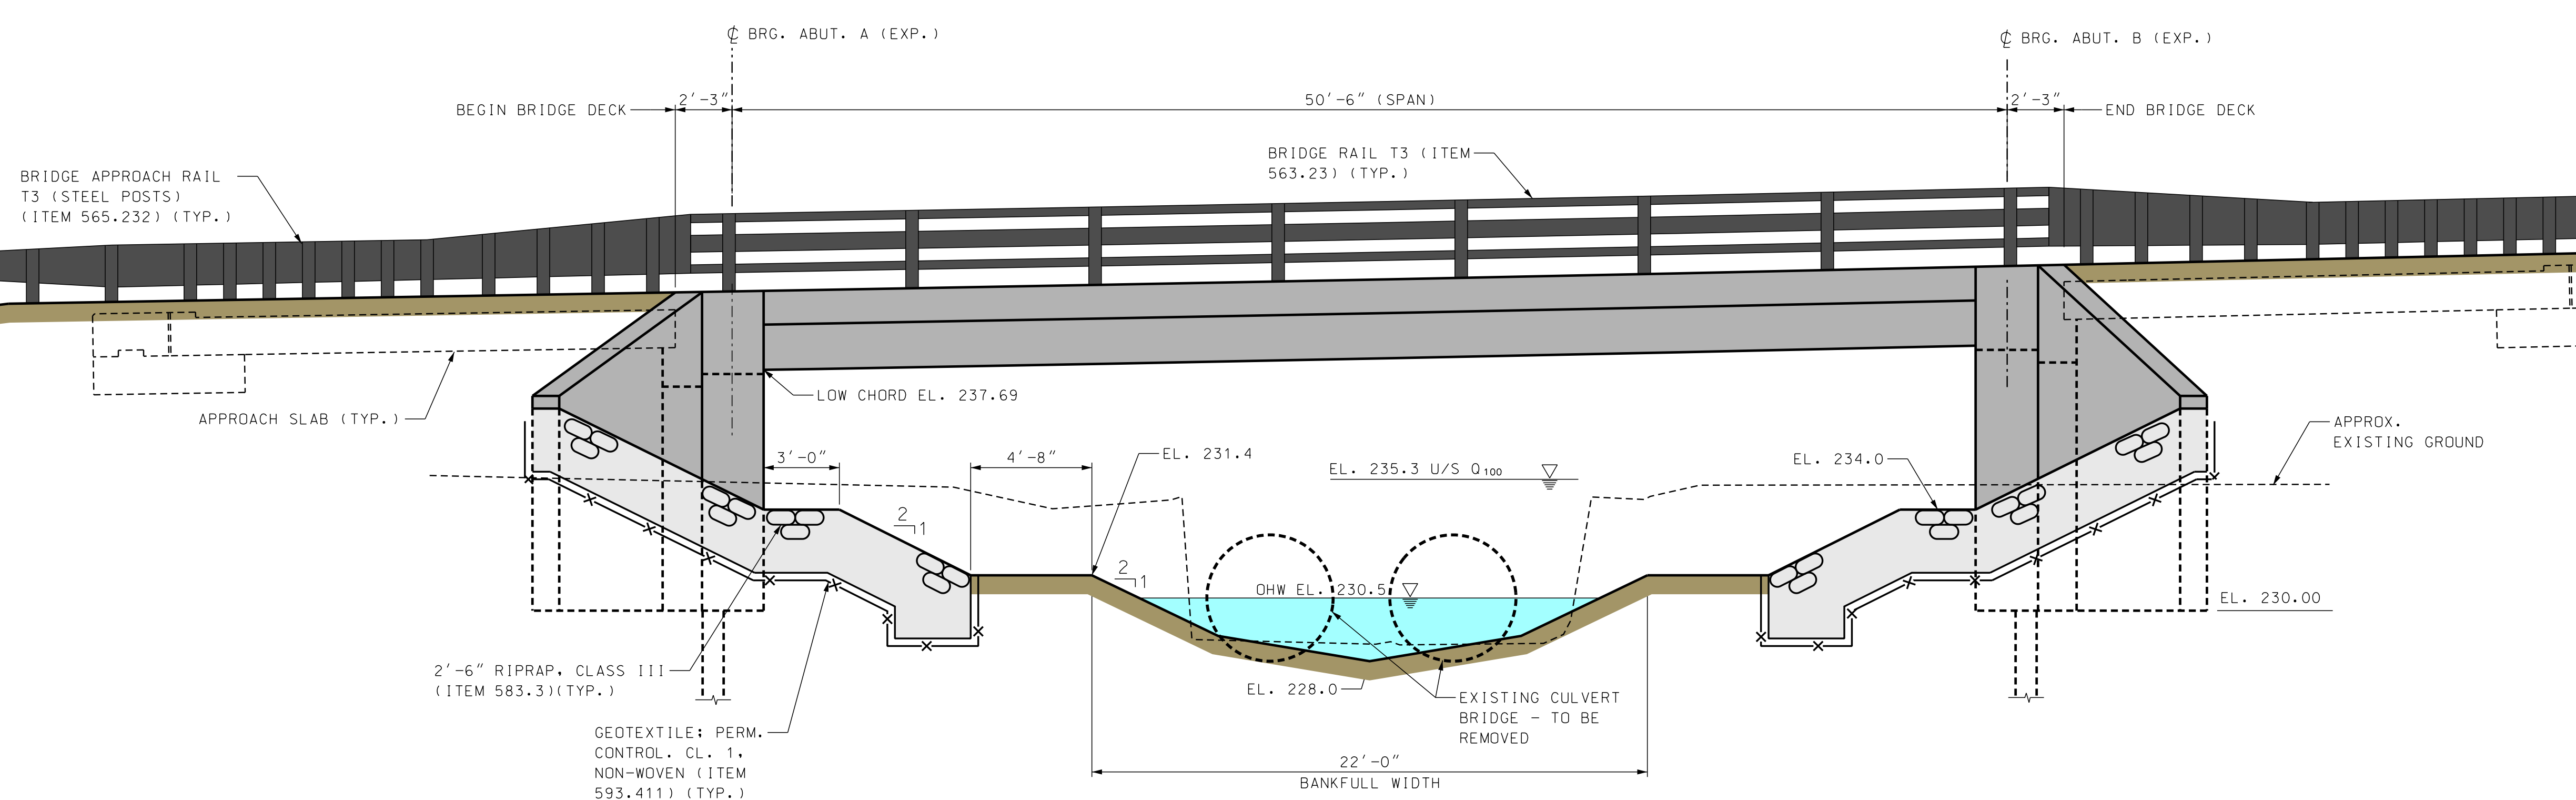 ℄ BRG. ABUT. A (EXP.)
℄ BRG. ABUT. B (EXP.)
BEGIN BRIDGE DECK
2'-3"
50'-6" (SPAN)
2'-3"
END BRIDGE DECK
BRIDGE RAIL T3 (ITEM
563.23) (TYP.)
BRIDGE APPROACH RAIL
T3 (STEEL POSTS)
(ITEM 565.232) (TYP.)
LOW CHORD EL. 237.69
APPROACH SLAB (TYP.)
APPROX.
EXISTING GROUND
3'-0"
4'-8"
EL. 231.4
EL. 235.3 U/S Q100
EL. 234.0
2
1
2
1
OHW EL. 230.5
EL. 230.00
2'-6" RIPRAP, CLASS III
(ITEM 583.3)(TYP.)
EL. 228.0
EXISTING CULVERT
BRIDGE - TO BE
REMOVED
GEOTEXTILE; PERM.
CONTROL. CL. 1,
NON-WOVEN (ITEM
593.411) (TYP.)
22'-0"
BANKFULL WIDTH